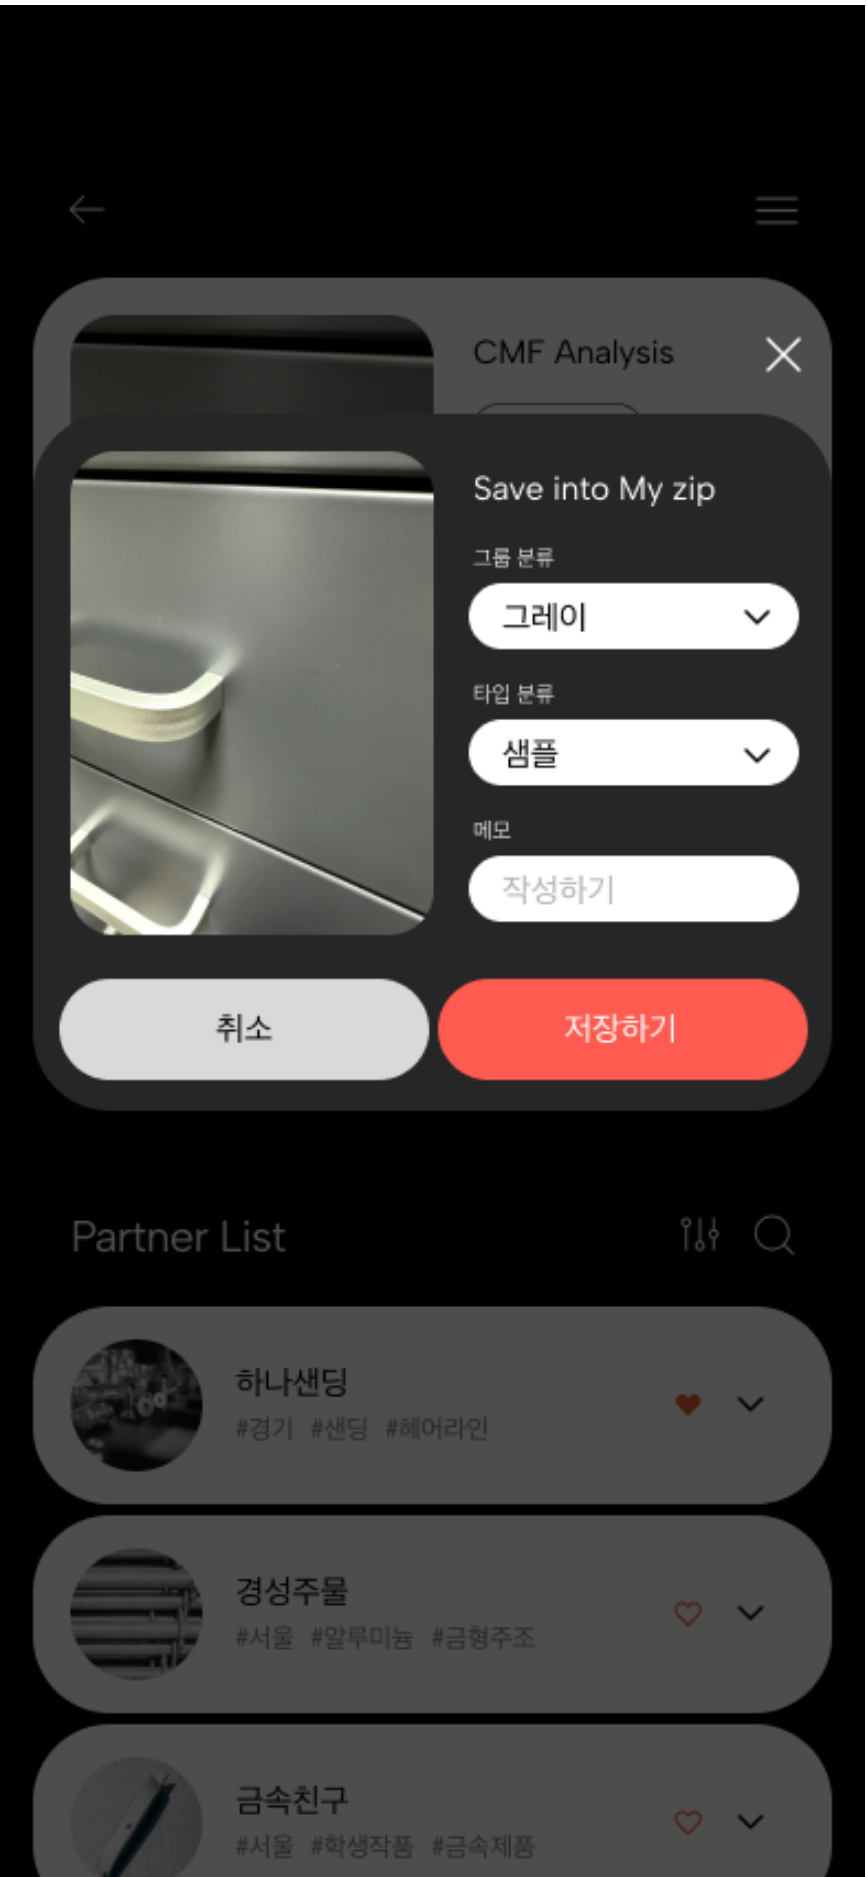 CMF Analysis
Save into My zip
그룹 분류
그레이
타입 분류
샘플
메모
작성하기
취소
저장하기
Partner List
하나샌딩
#경기 #샌딩 #헤어라인
경성주물
#서울 #알루미늄 #금형주조
금속친구
#서울 #학생작품 #금속제품